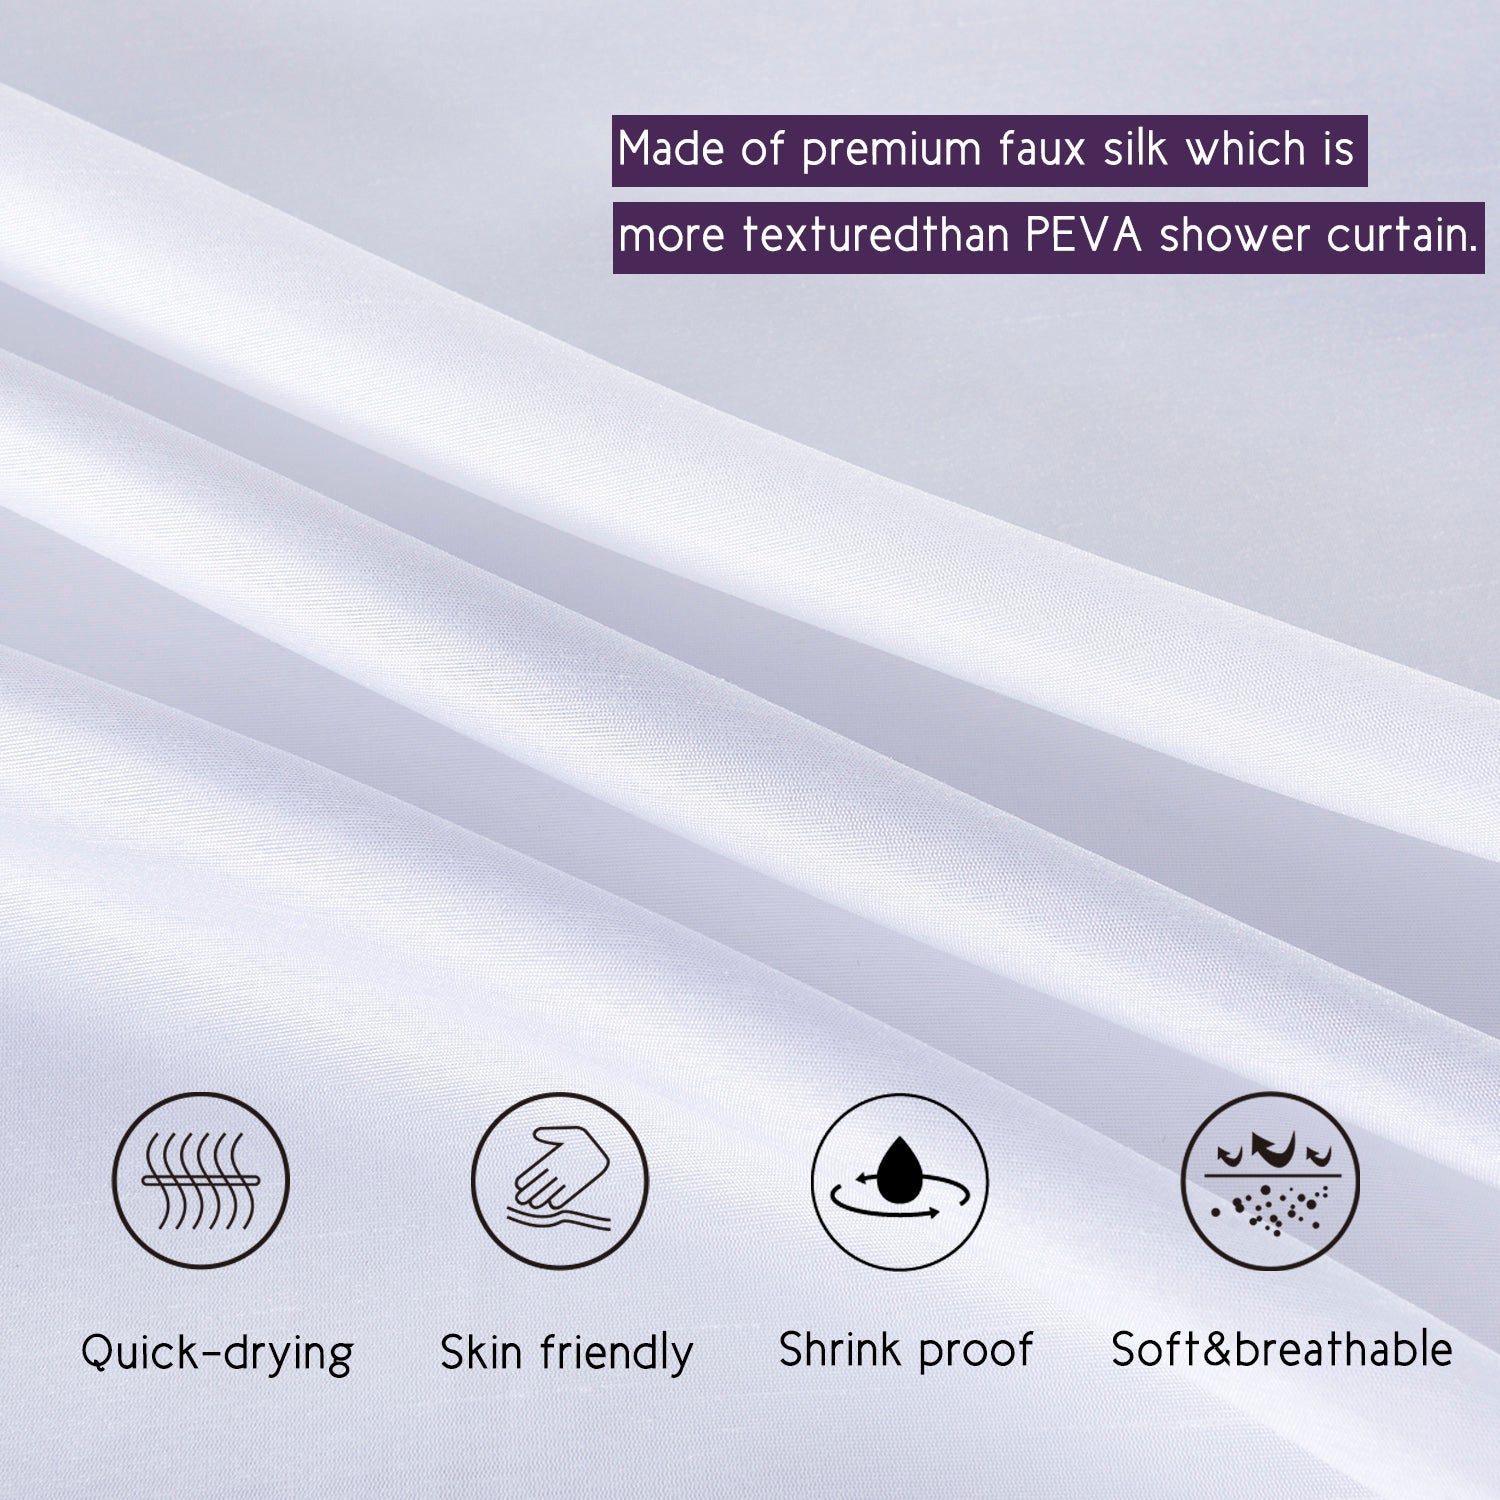 Made of premium faux silk which is
more texturedthan PEVA shower curtain.
Quick-drying
Skin friendly
Shrink proof
Soft&breathable